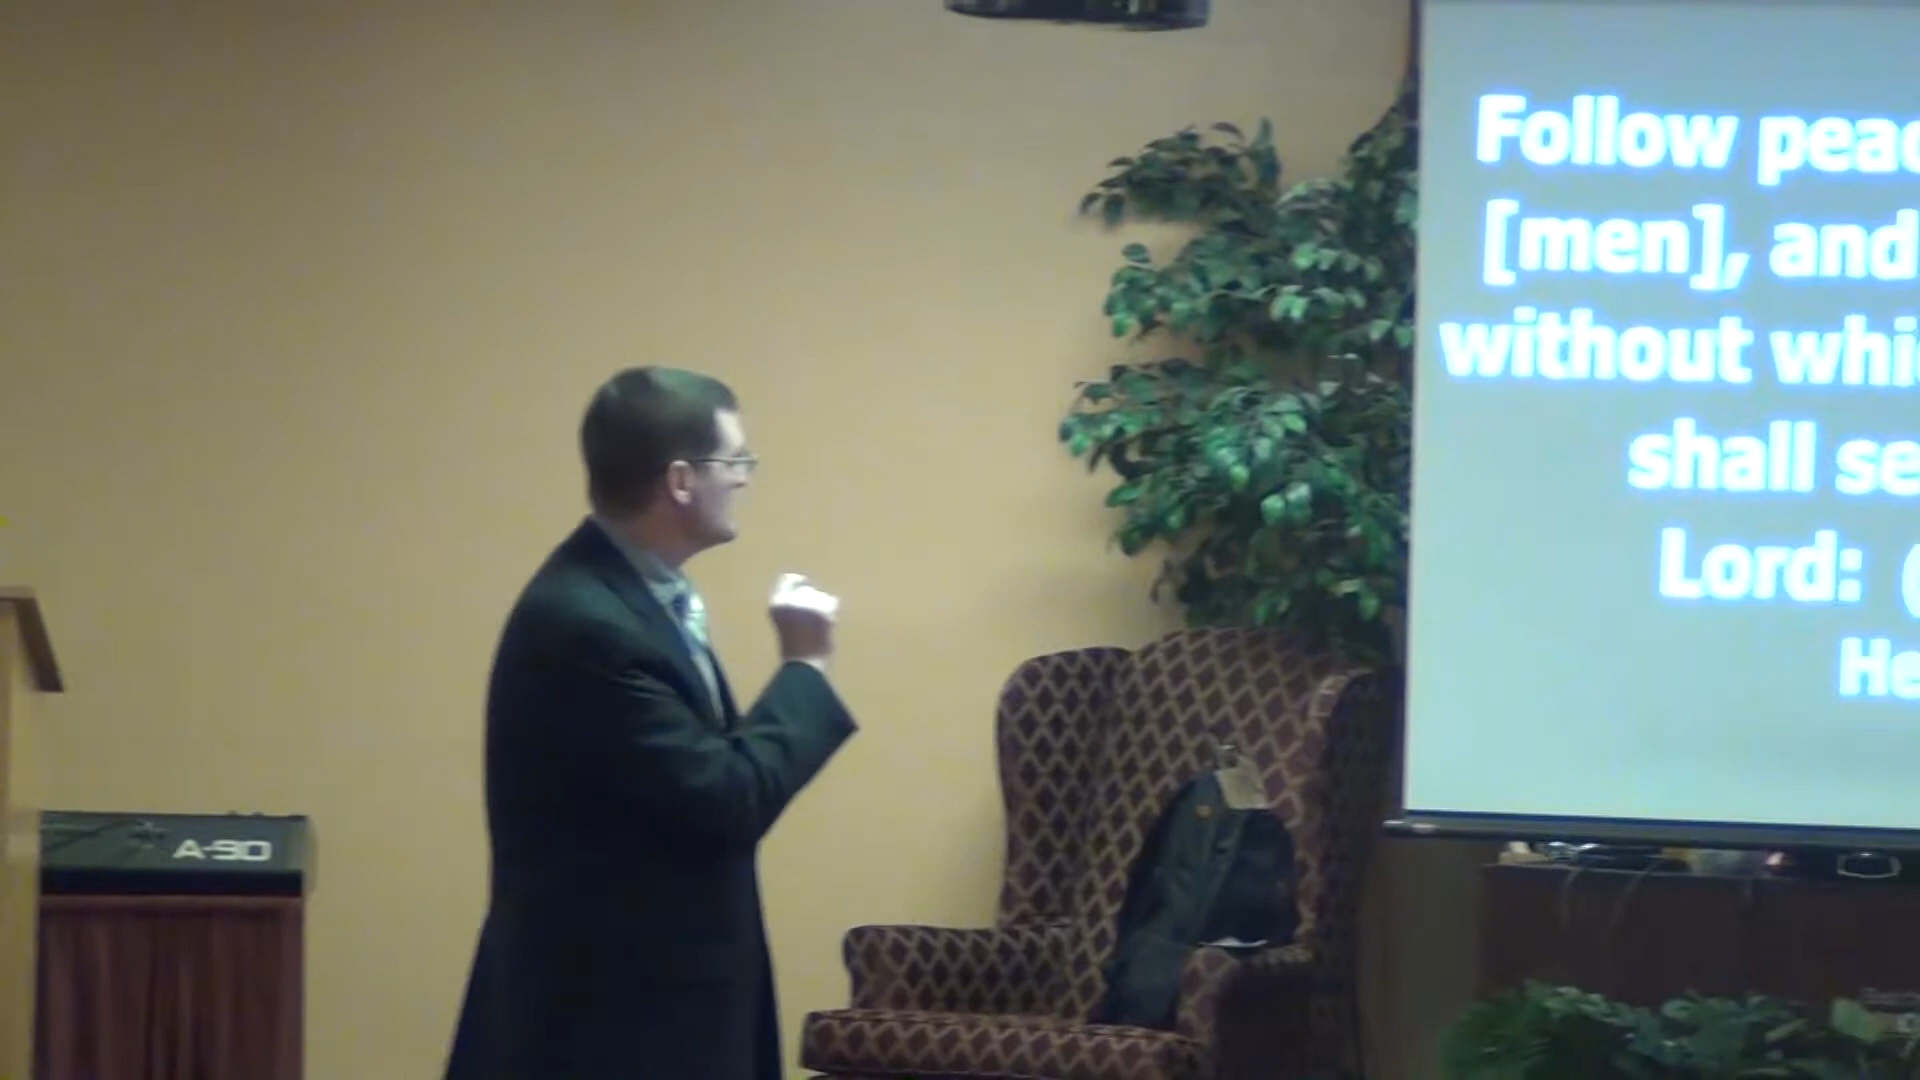 Follow peac
[men], and
without whic
shall se
Lord: (
He
A-90